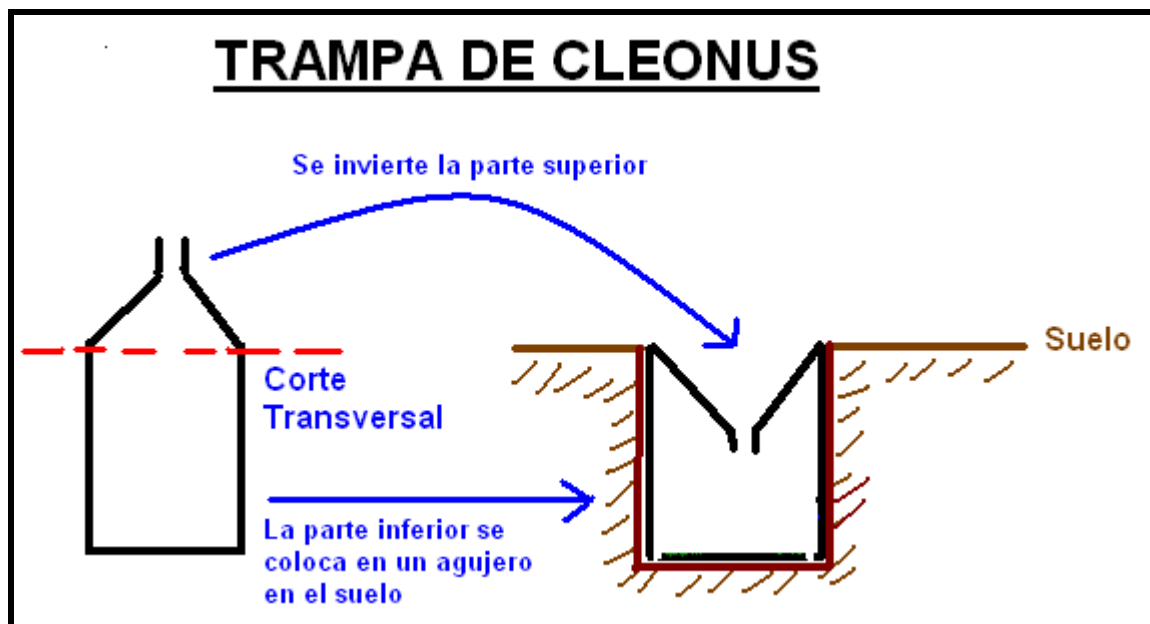 TRAMPA DE CLEONUS
Se invierte la parte superior
Suelo
Corte
Transversal
La parte inferior se
coloca en un agujero
en el suelo